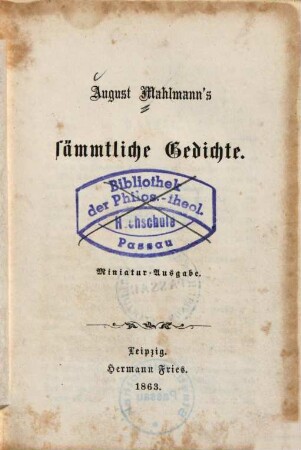 August Mahlmann's
sämmtliche Gedichte.
Bibliothek
der Philos.-theol.
Hochschule
Passau
Miniatur-Ausgabe.
Leipzig.
Hermann Fries.
1863.